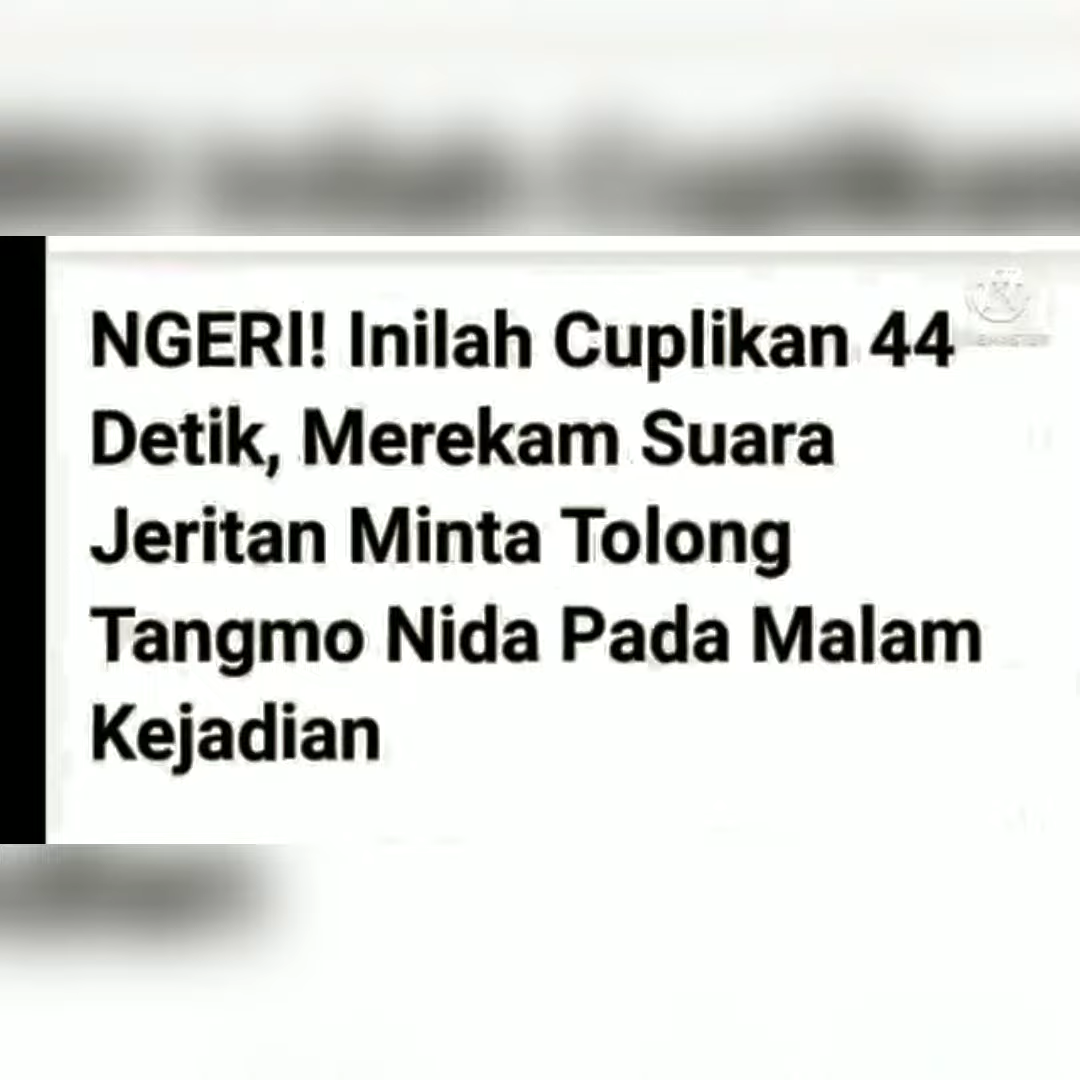 NGERI! Inilah Cuplikan 44
Detik, Merekam Suara
Jeritan Minta Tolong
Tangmo Nida Pada Malam
Kejadian